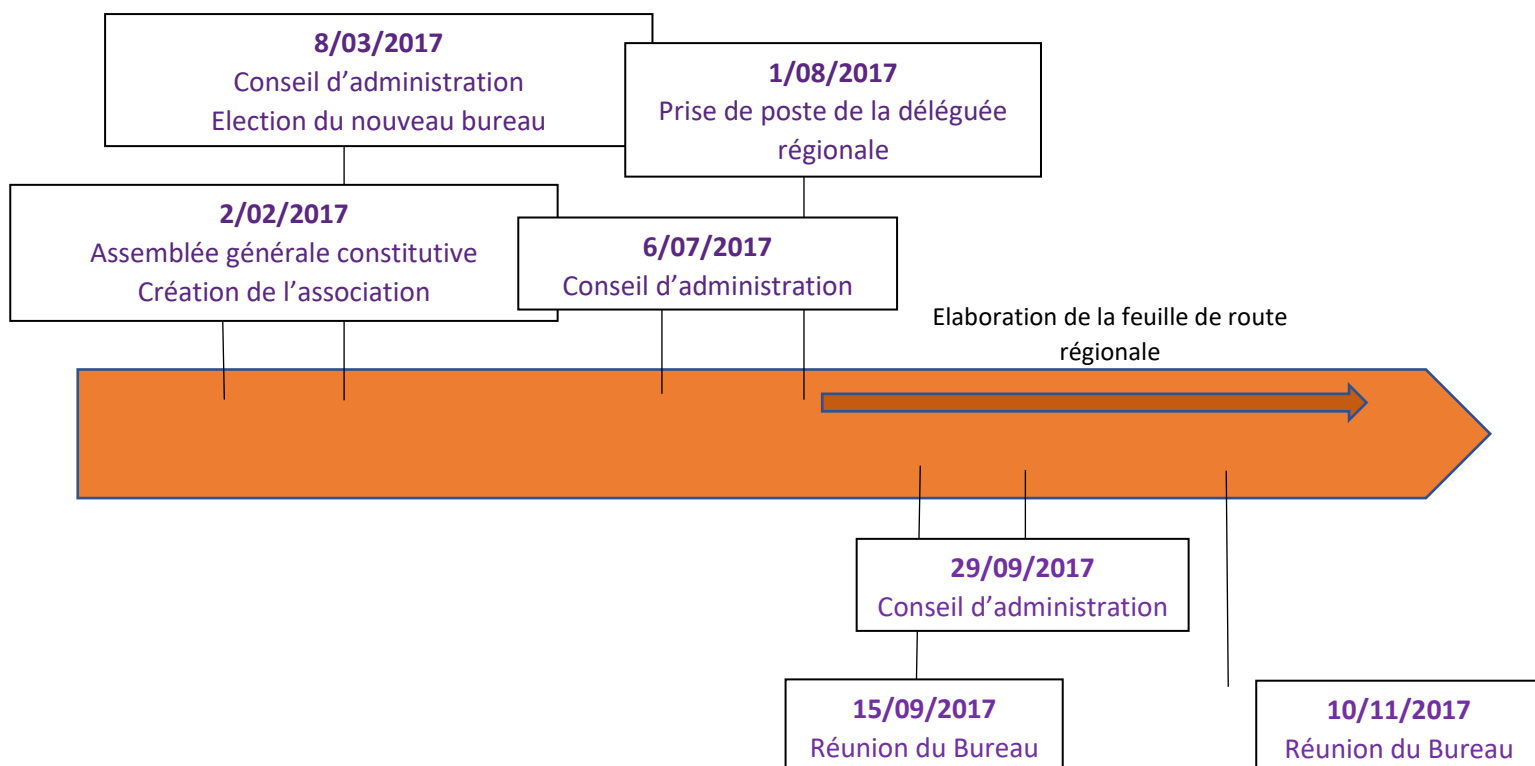 8/03/2017
Conseil d’administration
Election du nouveau bureau
1/08/2017
Prise de poste de la déléguée
régionale
2/02/2017
Assemblée générale constitutive
Création de l’association
6/07/2017
Conseil d’administration
Elaboration de la feuille de route
régionale
29/09/2017
Conseil d’administration
15/09/2017
Réunion du Bureau
10/11/2017
Réunion du Bureau